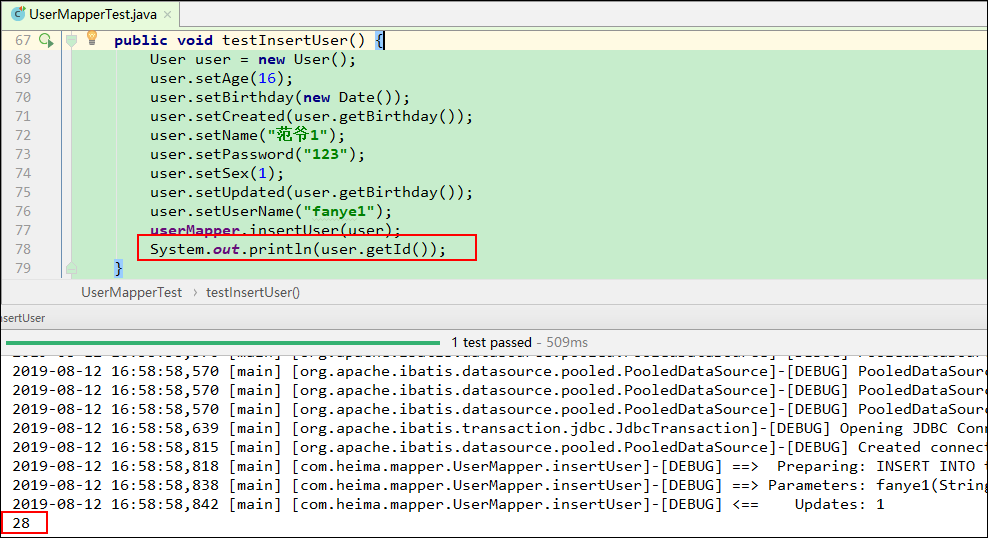 UserMapperTest.java
67 public void testInsertUser() {
68 User user = new User();
69 user.setAge(16);
70 user.setBirthday(new Date());
71 user.setCreated(user.getBirthday());
72 user.setName("范爷1");
73 user.setPassword("123");
74 user.setSex(1);
75 user.setUpdated(user.getBirthday());
76 user.setUserName("fanye1");
77 userMapper.insertUser(user);
78 System.out.println(user.getId());
79 }
UserMapperTest › testInsertUser()
nsertUser
1 test passed - 509ms
2019-08-12 16:58:58,570 [main] [org.apache.ibatis.datasource.pooled.PooledDataSource]-[DEBUG] PooledDataSourc
2019-08-12 16:58:58,570 [main] [org.apache.ibatis.datasource.pooled.PooledDataSource]-[DEBUG] PooledDataSourc
2019-08-12 16:58:58,570 [main] [org.apache.ibatis.datasource.pooled.PooledDataSource]-[DEBUG] PooledDataSourc
2019-08-12 16:58:58,639 [main] [org.apache.ibatis.transaction.jdbc.JdbcTransaction]-[DEBUG] Opening JDBC Conn
2019-08-12 16:58:58,815 [main] [org.apache.ibatis.datasource.pooled.PooledDataSource]-[DEBUG] Created connect
2019-08-12 16:58:58,818 [main] [com.heima.mapper.UserMapper.insertUser]-[DEBUG] ==> Preparing: INSERT INTO
2019-08-12 16:58:58,838 [main] [com.heima.mapper.UserMapper.insertUser]-[DEBUG] ==> Parameters: fanye1(String
2019-08-12 16:58:58,842 [main] [com.heima.mapper.UserMapper.insertUser]-[DEBUG] <== Updates: 1
28